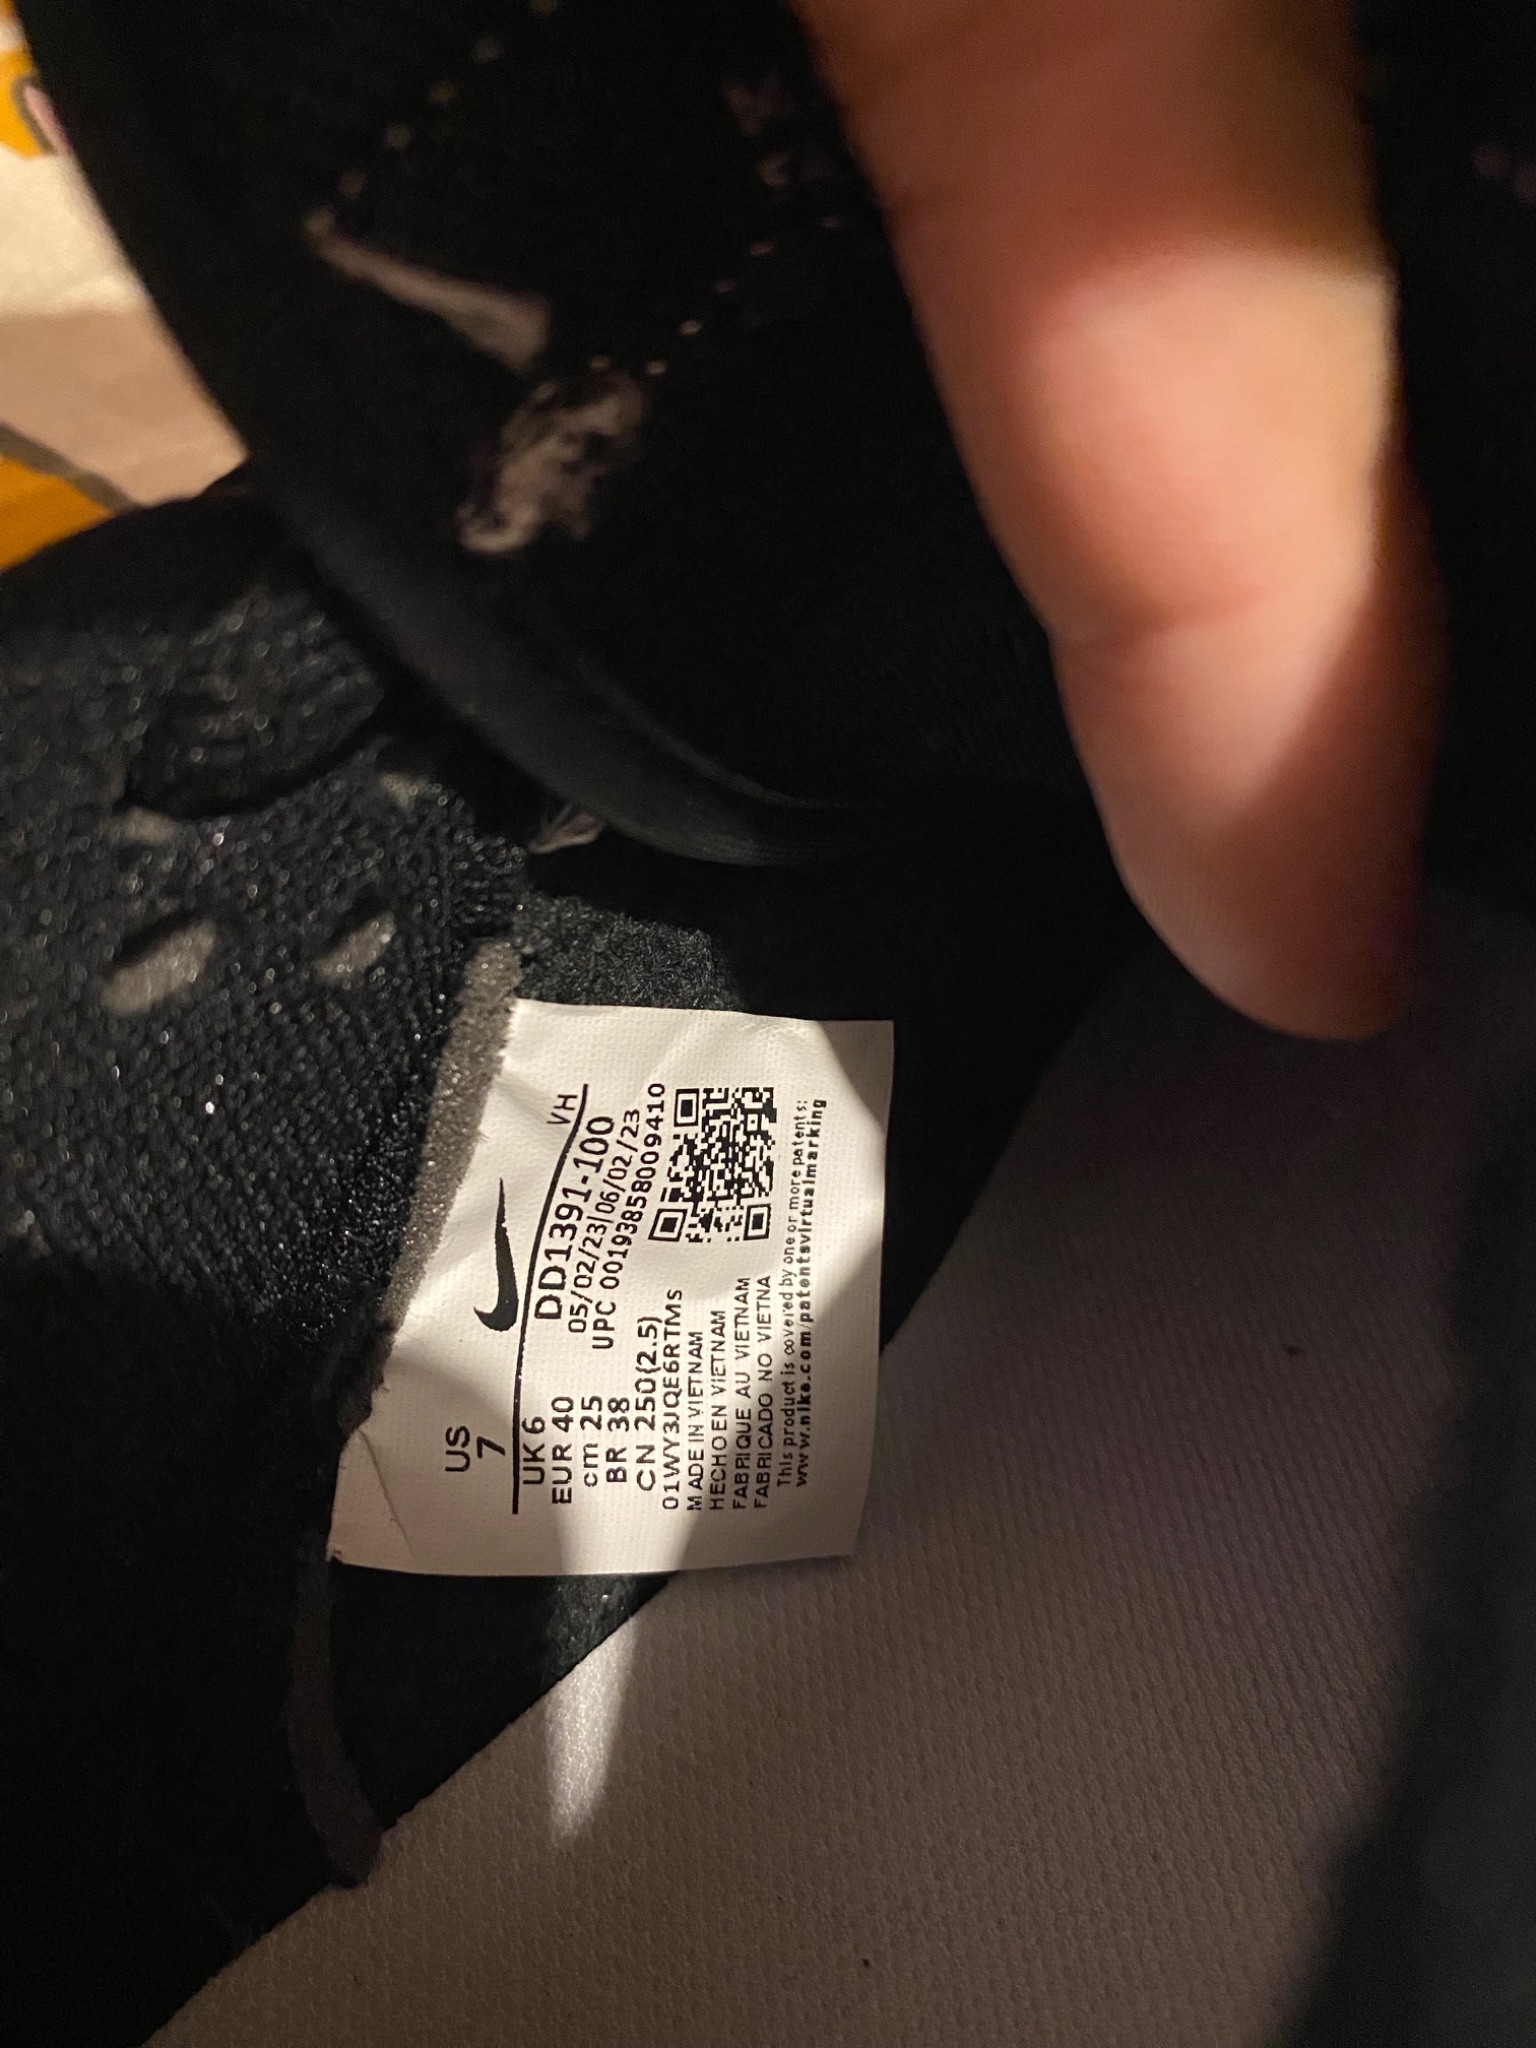 US
7
VH
UK 6
EUR 40
cm 25
BR 38
CN 250(2.5)
DD1391-100
05/02/23|06/02/23
UPC 00193858009410
01WY3JQE6RTMS
MADE IN VIETNAM
HECHO EN VIETNAM
FABRIQUE AU VIETNAM
FABRICADO NO VIETNA
This product is covered by one or more patents:
www.nike.com/patentsvirtualmarking